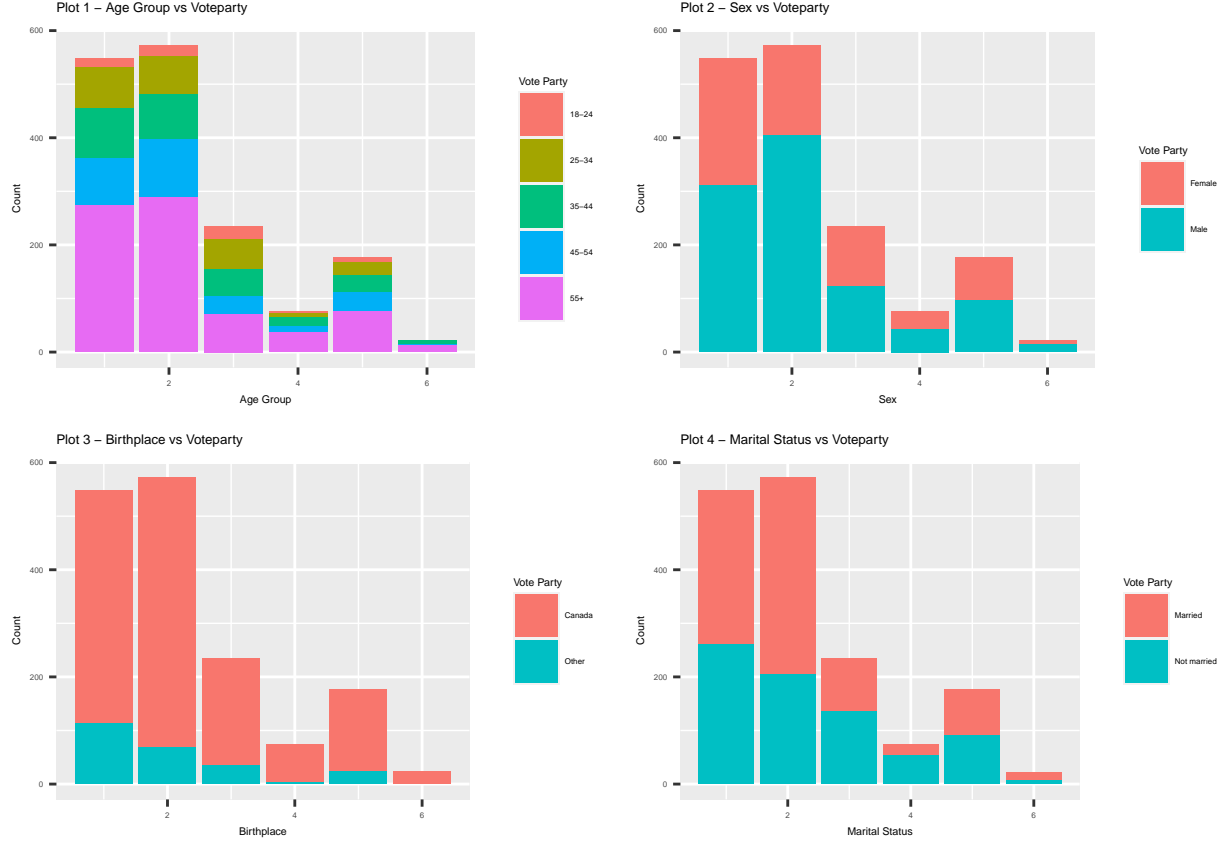 Plot 1 – Age Group vs Voteparty
600
400
200
0
Count
2
4
6
Age Group
Vote Party
18–24
25–34
35–44
45–54
55+
Plot 2 – Sex vs Voteparty
600
400
200
0
Count
2
4
6
Sex
Vote Party
Female
Male
Plot 3 – Birthplace vs Voteparty
600
400
200
0
Count
2
4
6
Birthplace
Vote Party
Canada
Other
Plot 4 – Marital Status vs Voteparty
600
400
200
0
Count
2
4
6
Marital Status
Vote Party
Married
Not married